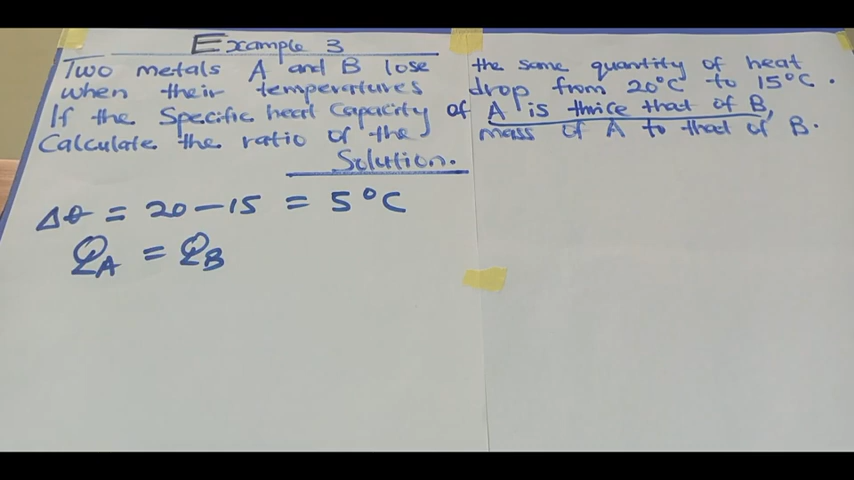 Example 3
Two metals A and B lose the same quantity of heat
when their temperatures drop from 20°C to 15°C.
If the Specific heat Capacity of A is thrice that of B,
Calculate the ratio of the mass of A to that of B.
Solution.
Δθ = 20 - 15 = 5°C
Q_A = Q_B